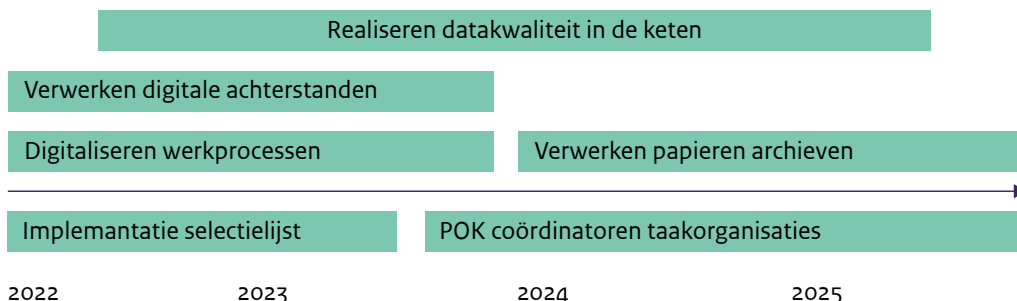 Realiseren datakwaliteit in de keten
Verwerken digitale achterstanden
Digitaliseren werkprocessen
Verwerken papieren archieven
Implemantatie selectielijst
POK coördinatoren taakorganisaties
2022 2023 2024 2025